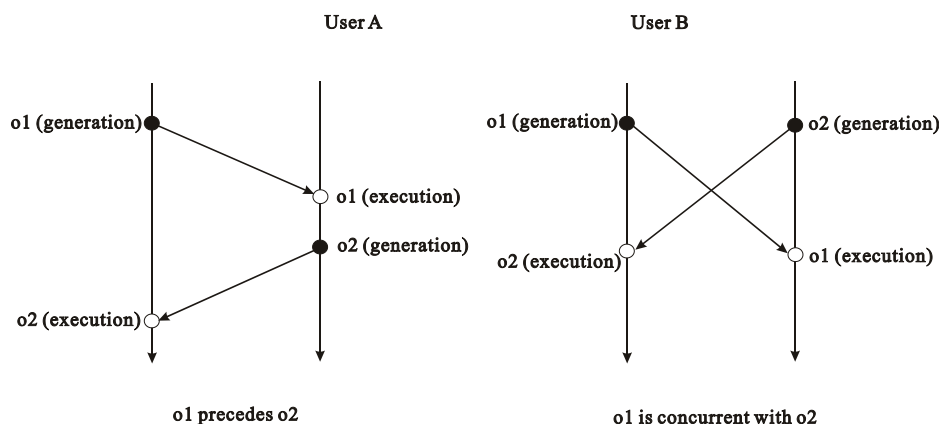 User A
User B
o1 (generation)
o1 (execution)
o2 (generation)
o2 (execution)
o1 precedes o2
o1 (generation)
o2 (generation)
o2 (execution)
o1 (execution)
o1 is concurrent with o2